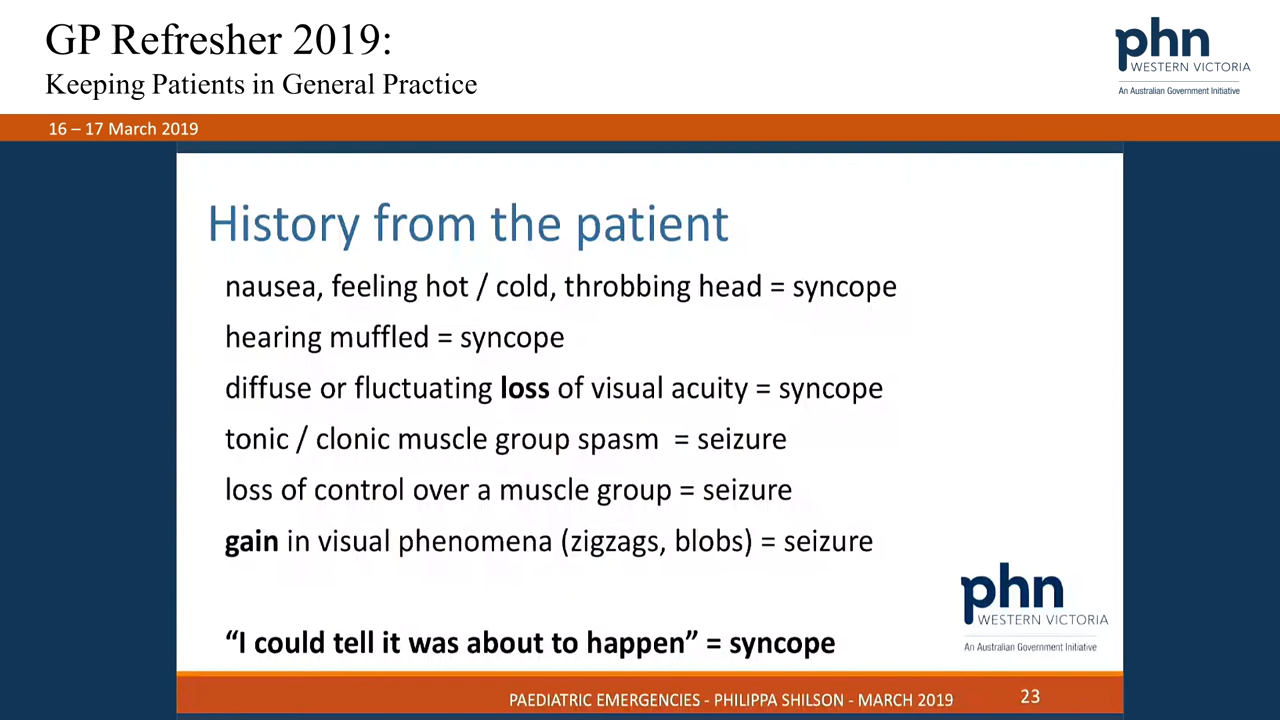 GP Refresher 2019:
Keeping Patients in General Practice
phn
WESTERN VICTORIA
An Australian Government Initiative
16 – 17 March 2019
History from the patient
nausea, feeling hot / cold, throbbing head = syncope
hearing muffled = syncope
diffuse or fluctuating loss of visual acuity = syncope
tonic / clonic muscle group spasm = seizure
loss of control over a muscle group = seizure
gain in visual phenomena (zigzags, blobs) = seizure
“I could tell it was about to happen” = syncope
phn
WESTERN VICTORIA
An Australian Government Initiative
PAEDIATRIC EMERGENCIES - PHILIPPA SHILSON - MARCH 2019
23